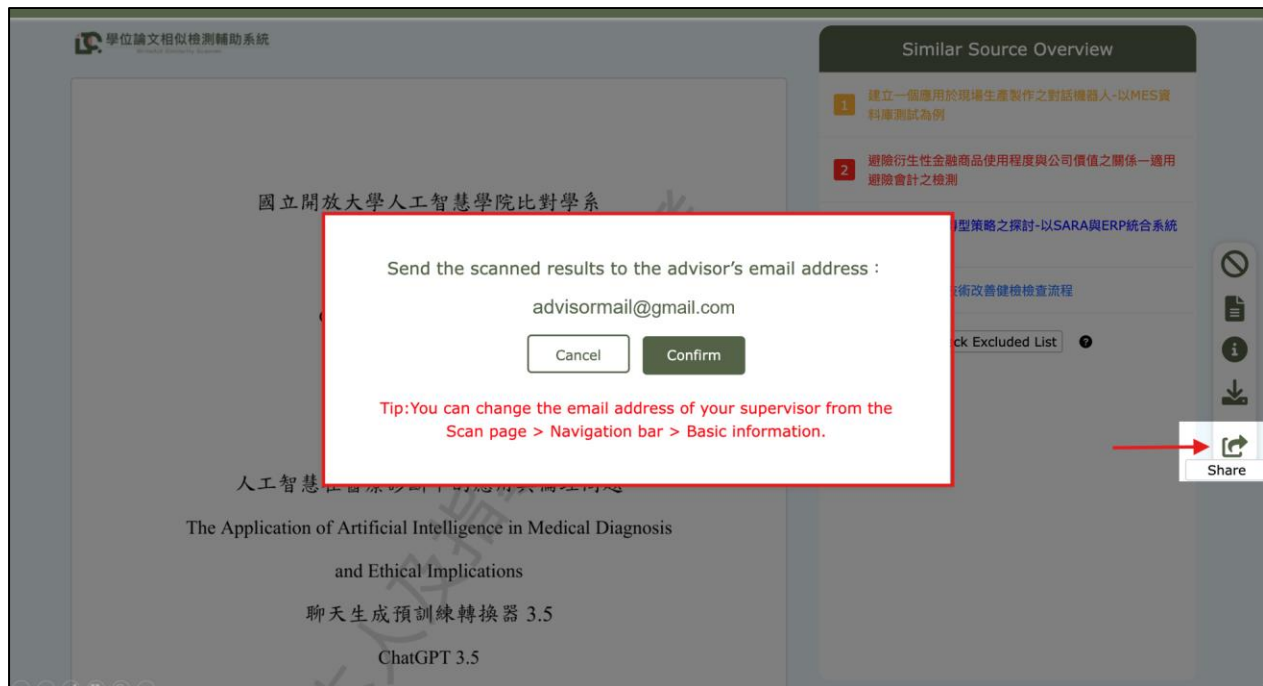 學位論文相似檢測輔助系統
Similar Source Overview
1 建立一個應用於現場生產製作之對話機器人-以MES資
料庫測試為例
2 避險衍生性金融商品使用程度與公司價值之關係—適用
避險會計之檢測
國立開放大學人工智慧學院比對學系
型策略之探討-以SARA與ERP統合系統
Send the scanned results to the advisor's email address：
advisormail@gmail.com
術改善健檢檢查流程
Cancel
Confirm
ck Excluded List
Tip:You can change the email address of your supervisor from the
Scan page > Navigation bar > Basic information.
Share
人工智慧
The Application of Artificial Intelligence in Medical Diagnosis
and Ethical Implications
聊天生成預訓練轉換器 3.5
ChatGPT 3.5